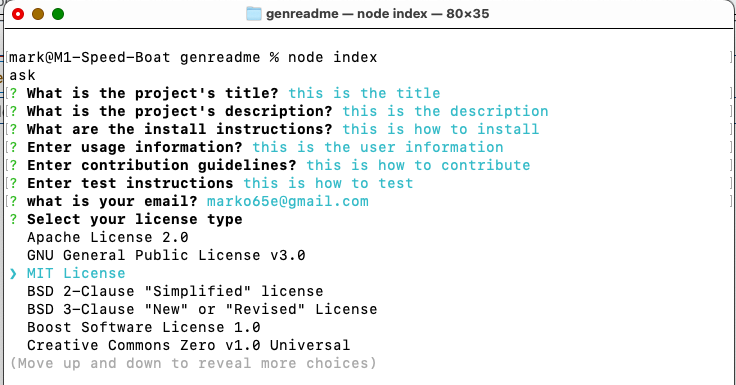 genreadme — node index — 80×35
[mark@M1-Speed-Boat genreadme % node index ]
ask
[? What is the project's title? this is the title ]
[? What is the project's description? this is the description ]
[? What are the install instructions? this is how to install ]
[? Enter usage information? this is the user information ]
[? Enter contribution guidelines? this is how to contribute ]
[? Enter test instructions this is how to test ]
[? what is your email? marko65e@gmail.com ]
? Select your license type
Apache License 2.0
GNU General Public License v3.0
❯ MIT License
BSD 2-Clause "Simplified" license
BSD 3-Clause "New" or "Revised" License
Boost Software License 1.0
Creative Commons Zero v1.0 Universal
(Move up and down to reveal more choices)